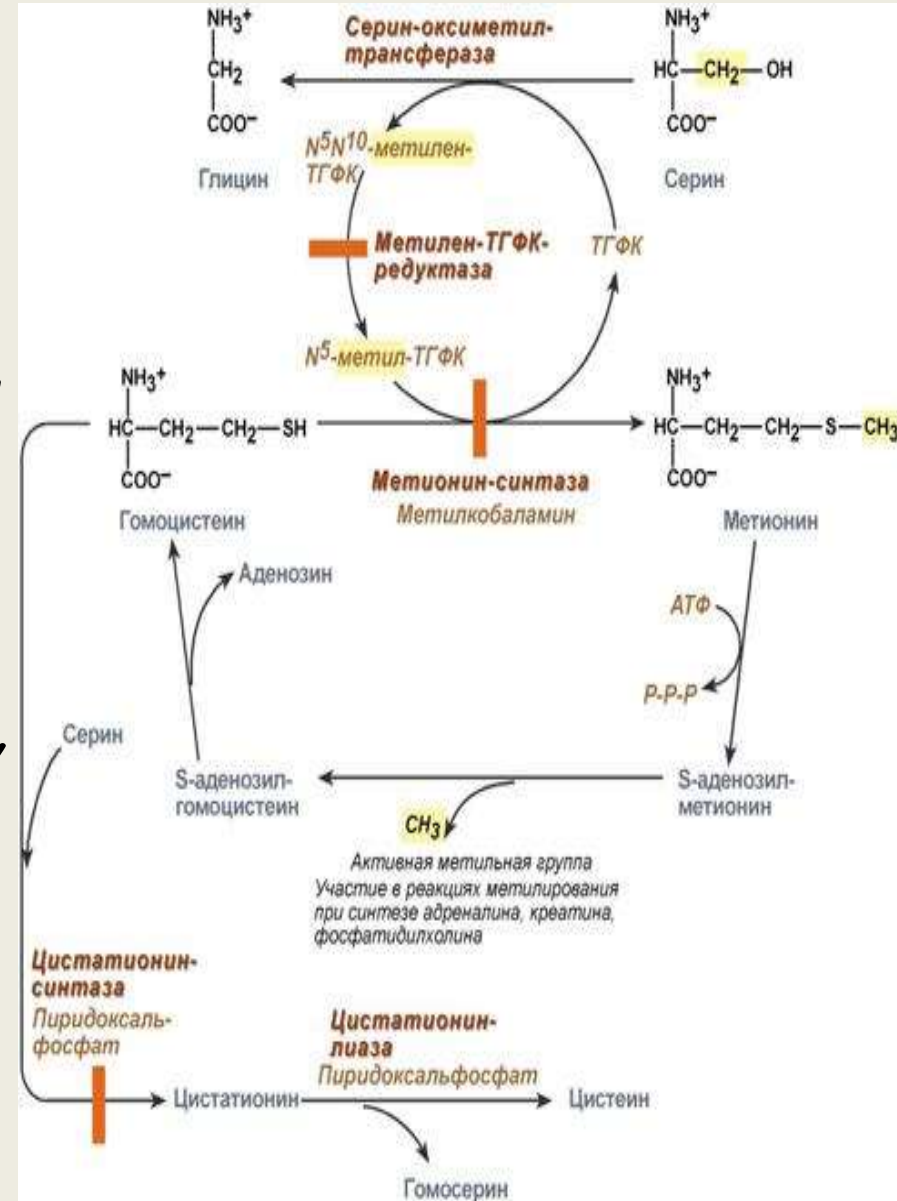 NH₃⁺
CH₂
COO⁻
Глицин
Серин-оксиметил-
трансфераза
NH₃⁺
HC—CH₂—OH
COO⁻
Серин
N⁵N¹⁰-метилен-
ТГФК
Метилен-ТГФК-
редуктаза
ТГФК
N⁵-метил-ТГФК
NH₃⁺
HC—CH₂—CH₂—SH
COO⁻
Гомоцистеин
Метионин-синтаза
Метилкобаламин
NH₃⁺
HC—CH₂—CH₂—S—CH₃
COO⁻
Метионин
Аденозин
АТФ
P-P-P
Серин
S-аденозил-
гомоцистеин
S-аденозил-
метионин
CH₃
Активная метильная группа
Участие в реакциях метилирования
при синтезе адреналина, креатина,
фосфатидилхолина
Цистатионин-
синтаза
Пиридоксаль-
фосфат
Цистатионин-
лиаза
Пиридоксальфосфат
Цистатионин
Цистеин
Гомосерин